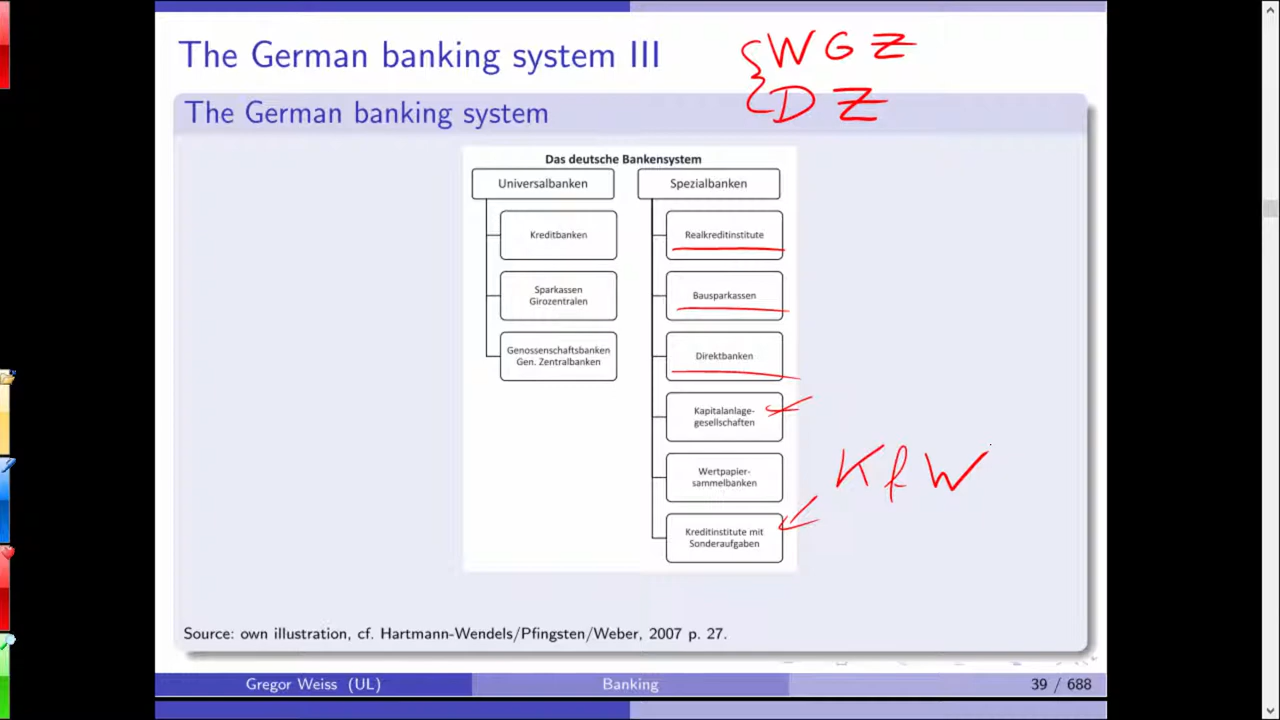 The German banking system III
WGZ
DZ
The German banking system
Das deutsche Bankensystem
Universalbanken
Kreditbanken
Sparkassen
Girozentralen
Genossenschaftsbanken
Gen. Zentralbanken
Spezialbanken
Realkreditinstitute
Bausparkassen
Direktbanken
Kapitalanlage-
gesellschaften
Wertpapier-
sammelbanken
Kreditinstitute mit
Sonderaufgaben
KfW
Source: own illustration, cf. Hartmann-Wendels/Pfingsten/Weber, 2007 p. 27.
Gregor Weiss (UL)
Banking
39 / 688